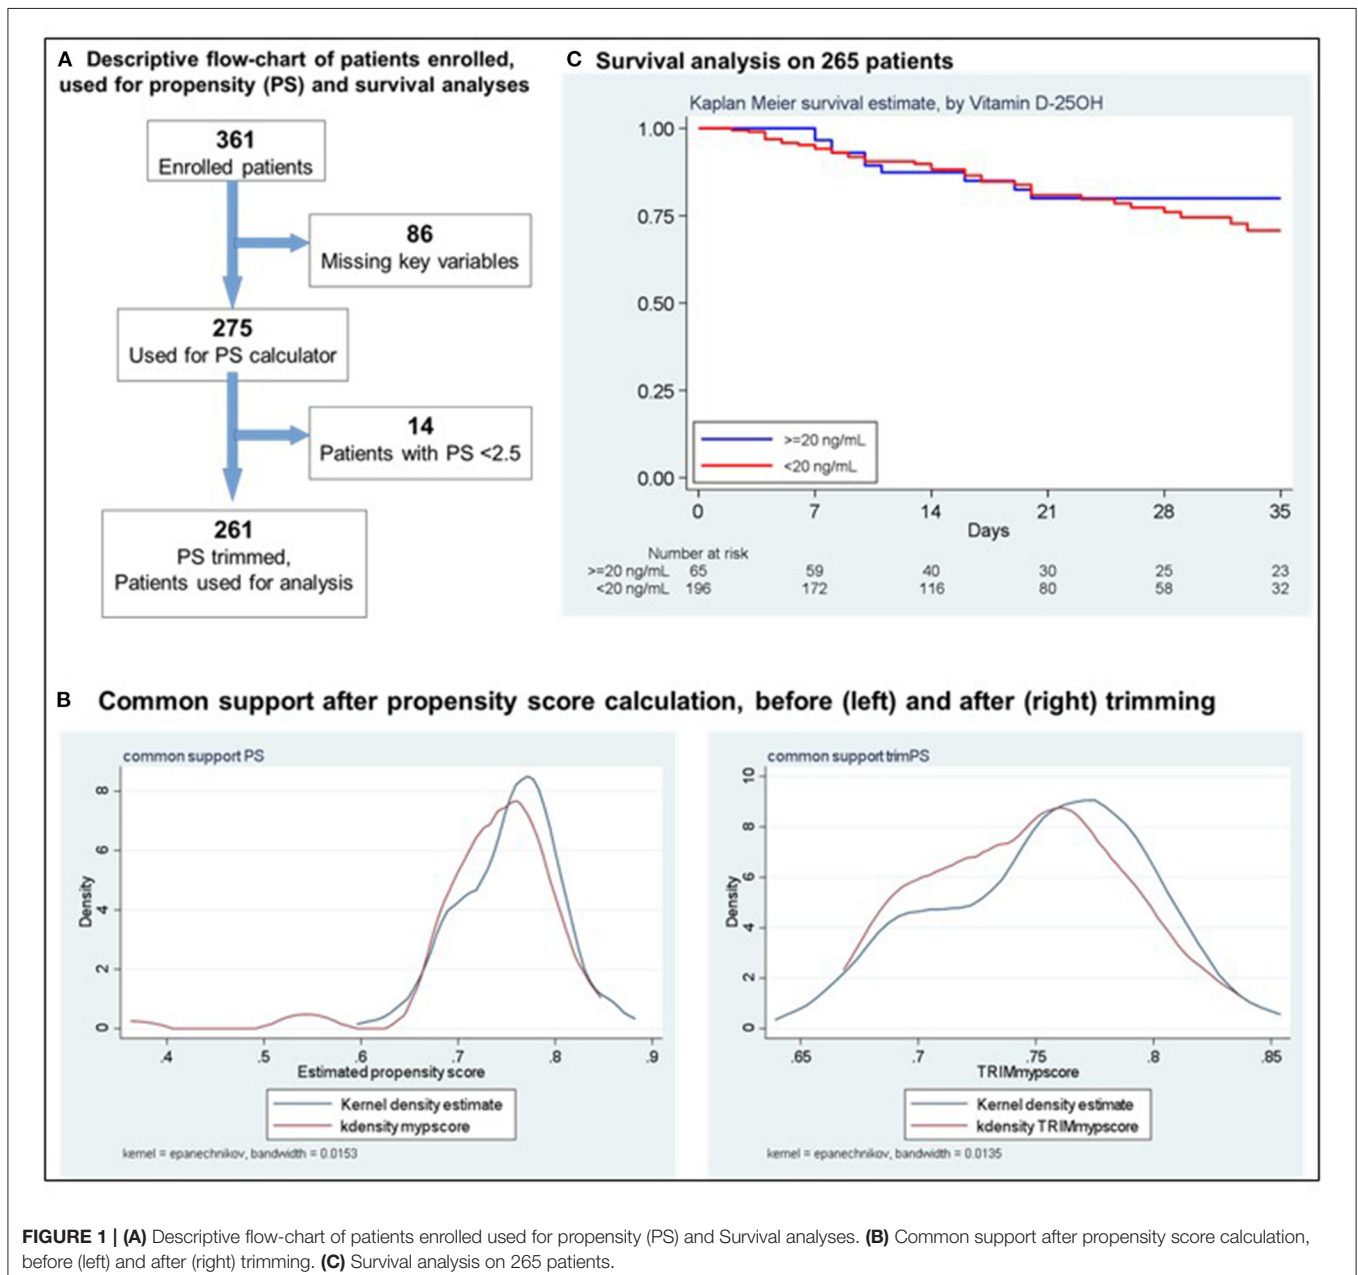 A Descriptive flow-chart of patients enrolled,
used for propensity (PS) and survival analyses
361
Enrolled patients
86
Missing key variables
275
Used for PS calculator
14
Patients with PS <2.5
261
PS trimmed,
Patients used for analysis
C Survival analysis on 265 patients
Kaplan Meier survival estimate, by Vitamin D-25OH
1.00
0.75
0.50
0.25
0.00
>=20 ng/mL
<20 ng/mL
0 7 14 21 28 35
Days
Number at risk
>=20 ng/mL 65 59 40 30 25 23
<20 ng/mL 196 172 116 80 58 32
B Common support after propensity score calculation, before (left) and after (right) trimming
common support PS
Density
8
6
4
2
0
.4 .5 .6 .7 .8 .9
Estimated propensity score
Kernel density estimate
kdensity mypscore
kernel = epanechnikov, bandwidth = 0.0153
common support trimPS
Density
10
8
6
4
2
0
.65 .7 .75 .8 .85
TRIMmypscore
Kernel density estimate
kdensity TRIMmypscore
kernel = epanechnikov, bandwidth = 0.0135
FIGURE 1 | (A) Descriptive flow-chart of patients enrolled used for propensity (PS) and Survival analyses. (B) Common support after propensity score calculation,
before (left) and after (right) trimming. (C) Survival analysis on 265 patients.